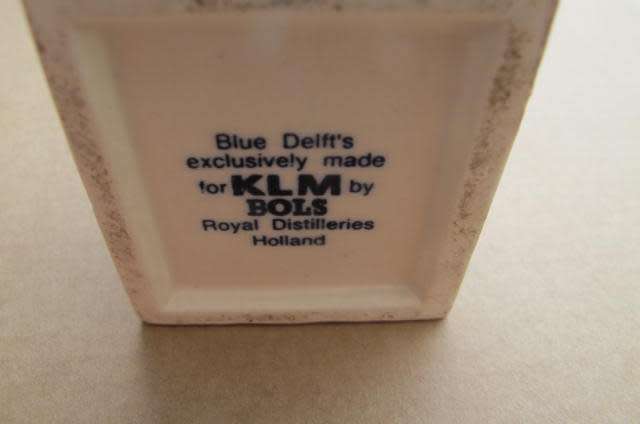 Blue Delft's
exclusively made
for KLM by
BOLS
Royal Distilleries
Holland